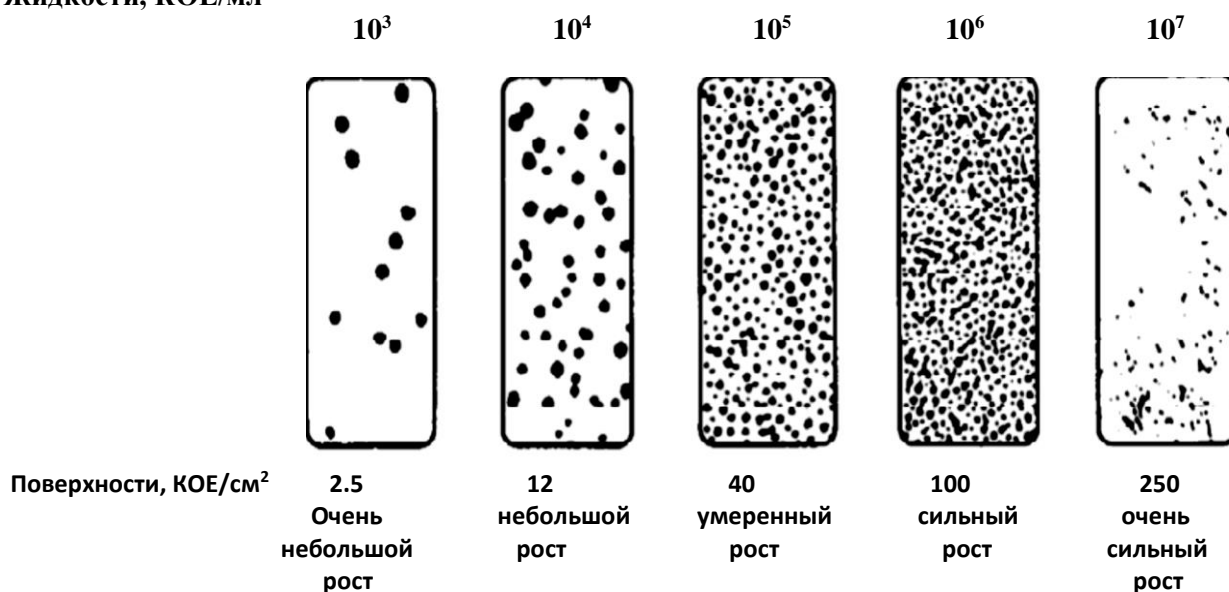 Жидкости, КОЕ/мл
10³ 10⁴ 10⁵ 10⁶ 10⁷
Поверхности, КОЕ/см² 2.5 12 40 100 250
Очень небольшой умеренный сильный очень
небольшой рост рост рост сильный
рост рост